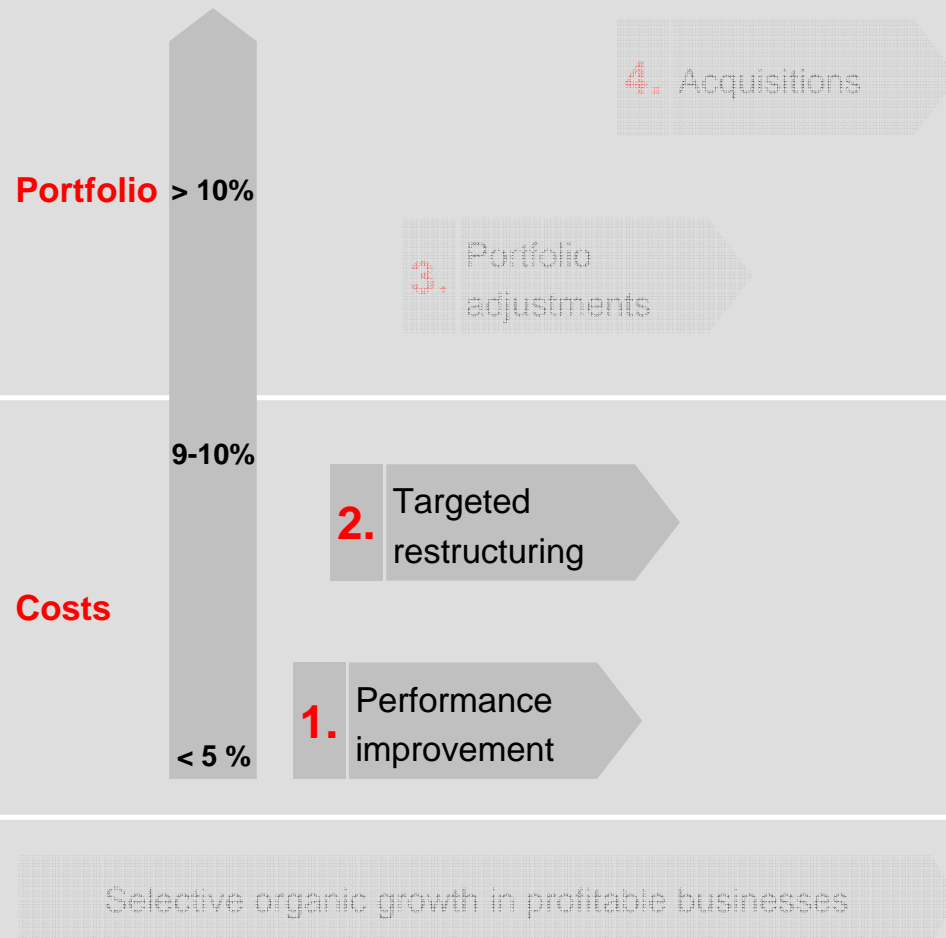 4. Acquisitions
Portfolio > 10%
3. Portfolio
adjustments
9-10%
2. Targeted
restructuring
Costs
1. Performance
improvement
< 5 %
Selective organic growth in profitable businesses